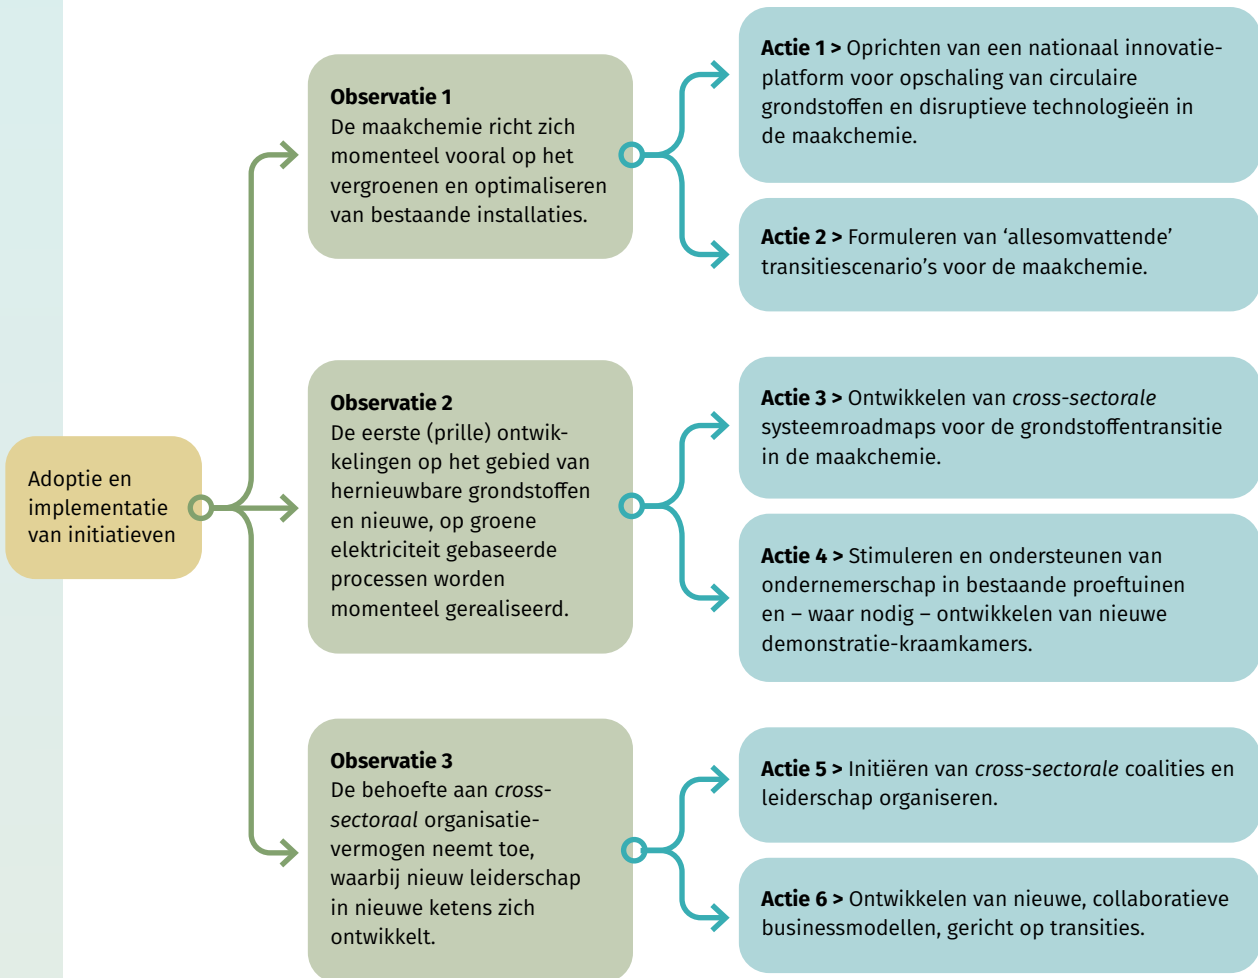 Adoptie en
implementatie
van initiatieven
Observatie 1
De maakchemie richt zich
momenteel vooral op het
vergroenen en optimaliseren
van bestaande installaties.
Actie 1 > Oprichten van een nationaal innovatie-
platform voor opschaling van circulaire
grondstoffen en disruptieve technologieën in
de maakchemie.
Actie 2 > Formuleren van ‘allesomvattende’
transitiescenario’s voor de maakchemie.
Observatie 2
De eerste (prille) ontwik-
kelingen op het gebied van
hernieuwbare grondstoffen
en nieuwe, op groene
elektriciteit gebaseerde
processen worden
momenteel gerealiseerd.
Actie 3 > Ontwikkelen van cross-sectorale
systeemroadmaps voor de grondstoffentransitie
in de maakchemie.
Actie 4 > Stimuleren en ondersteunen van
ondernemerschap in bestaande proeftuinen
en – waar nodig – ontwikkelen van nieuwe
demonstratie-kraamkamers.
Observatie 3
De behoefte aan cross-
sectoraal organisatie-
vermogen neemt toe,
waarbij nieuw leiderschap
in nieuwe ketens zich
ontwikkelt.
Actie 5 > Initiëren van cross-sectorale coalities en
leiderschap organiseren.
Actie 6 > Ontwikkelen van nieuwe, collaboratieve
businessmodellen, gericht op transities.